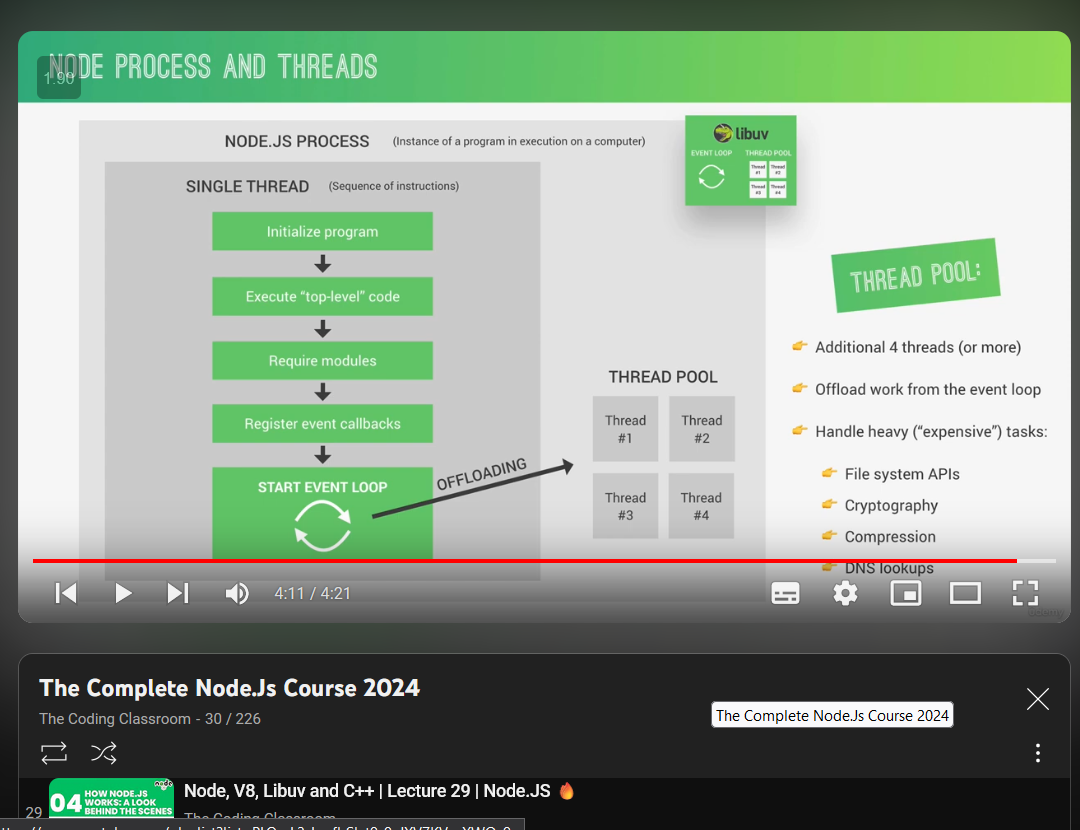 NODE PROCESS AND THREADS
1.90
NODE.JS PROCESS (Instance of a program in execution on a computer)
SINGLE THREAD (Sequence of instructions)
Initialize program
Execute “top-level” code
Require modules
Register event callbacks
START EVENT LOOP
OFFLOADING
THREAD POOL
Thread #1
Thread #2
Thread #3
Thread #4
libuv
EVENT LOOP THREAD POOL
Thread #1
Thread #2
Thread #3
Thread #4
THREAD POOL:
Additional 4 threads (or more)
Offload work from the event loop
Handle heavy (“expensive”) tasks:
File system APIs
Cryptography
Compression
DNS lookups
4:11 / 4:21
The Complete Node.Js Course 2024
The Coding Classroom - 30 / 226
The Complete Node.Js Course 2024
29
04 HOW NODE.JS
WORKS: A LOOK
BEHIND THE SCENES
node
Node, V8, Libuv and C++ | Lecture 29 | Node.JS 🔥
The Coding Classroom